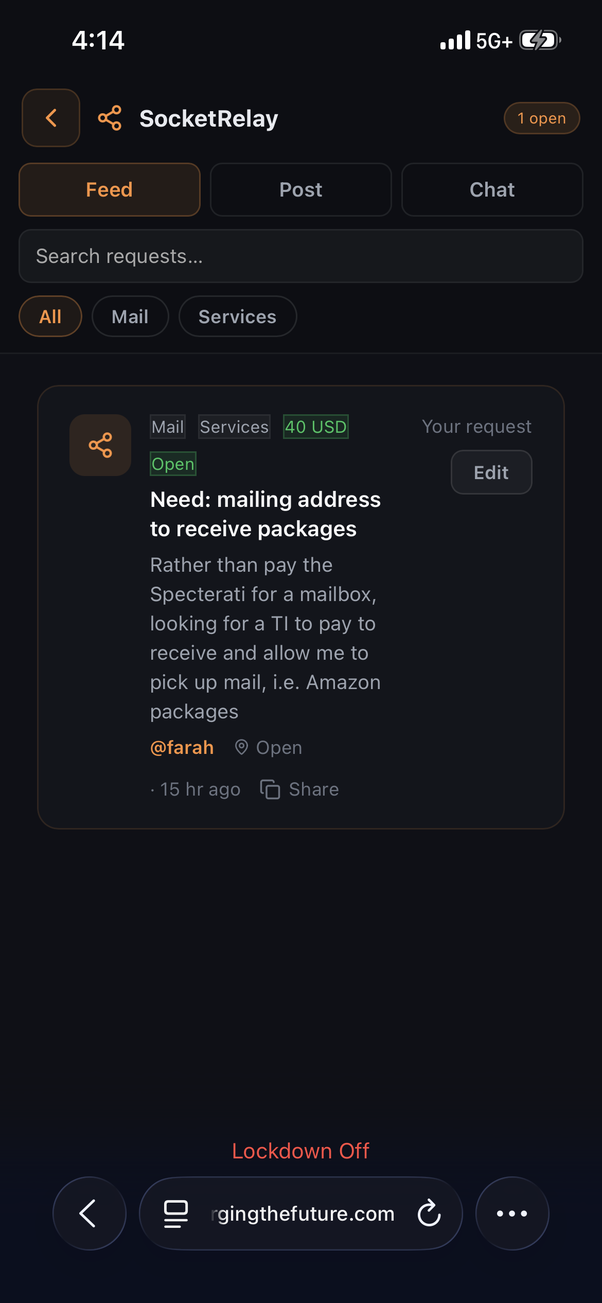 4:14
5G+
SocketRelay
1 open
Feed
Post
Chat
Search requests...
All
Mail
Services
Mail Services 40 USD
Your request
Open
Edit
Need: mailing address
to receive packages
Rather than pay the
Specterati for a mailbox,
looking for a TI to pay to
receive and allow me to
pick up mail, i.e. Amazon
packages
@farah Open
· 15 hr ago Share
Lockdown Off
rgingthefuture.com